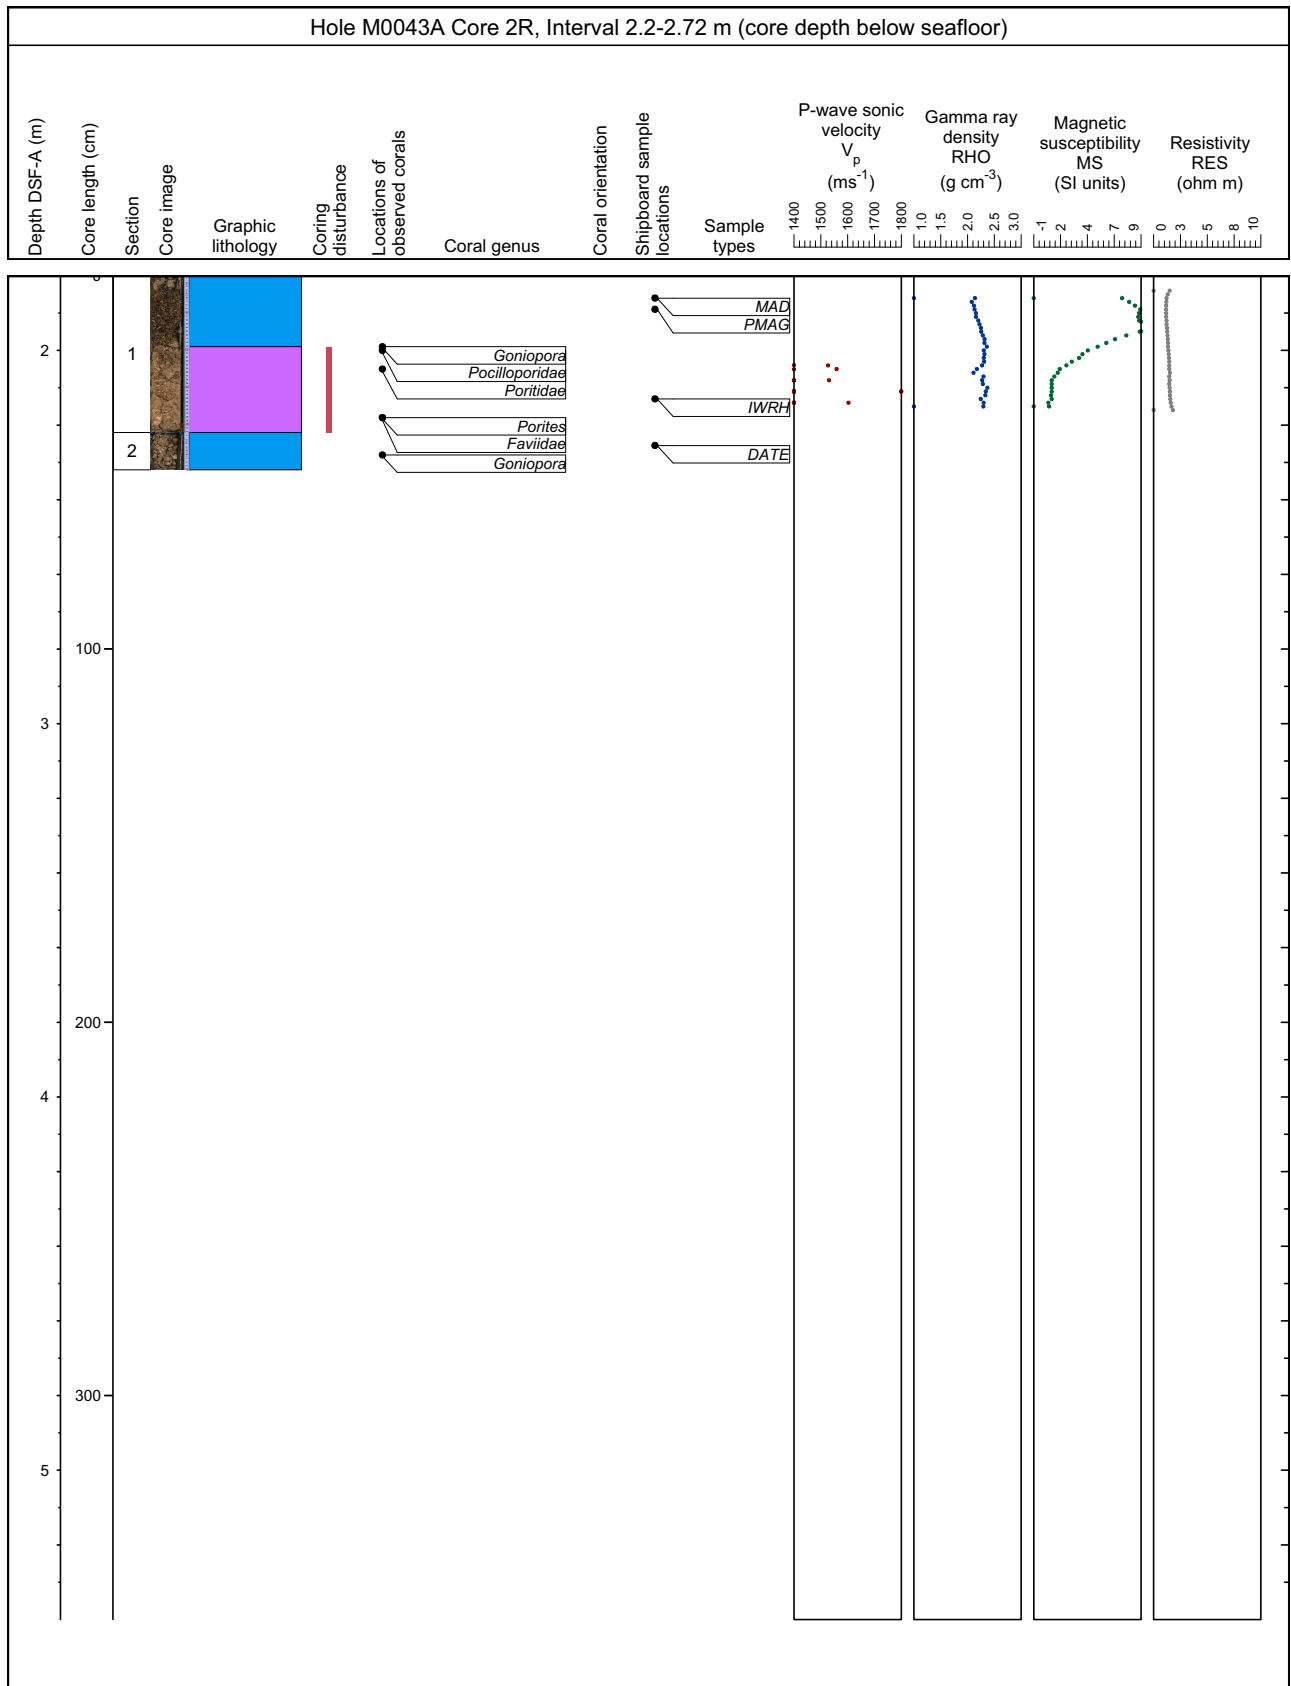 Hole M0043A Core 2R, Interval 2.2-2.72 m (core depth below seafloor)
Depth DSF-A (m)
Core length (cm)
Section
Core image
Graphic
lithology
Coring
disturbance
Locations of
observed corals
Coral genus
Coral orientation
Shipboard sample
locations
Sample
types
P-wave sonic
velocity
Vp
(ms-1)
1400 1500 1600 1700 1800
Gamma ray
density
RHO
(g cm-3)
1.0 1.5 2.0 2.5 3.0
Magnetic
susceptibility
MS
(SI units)
-1 2 4 7 9
Resistivity
RES
(ohm m)
0 3 5 8 10
MAD
PMAG
2
1
Goniopora
Pocilloporidae
Poritidae
IWRH
Porites
Faviidae
2
DATE
Goniopora
100
3
200
4
300
5